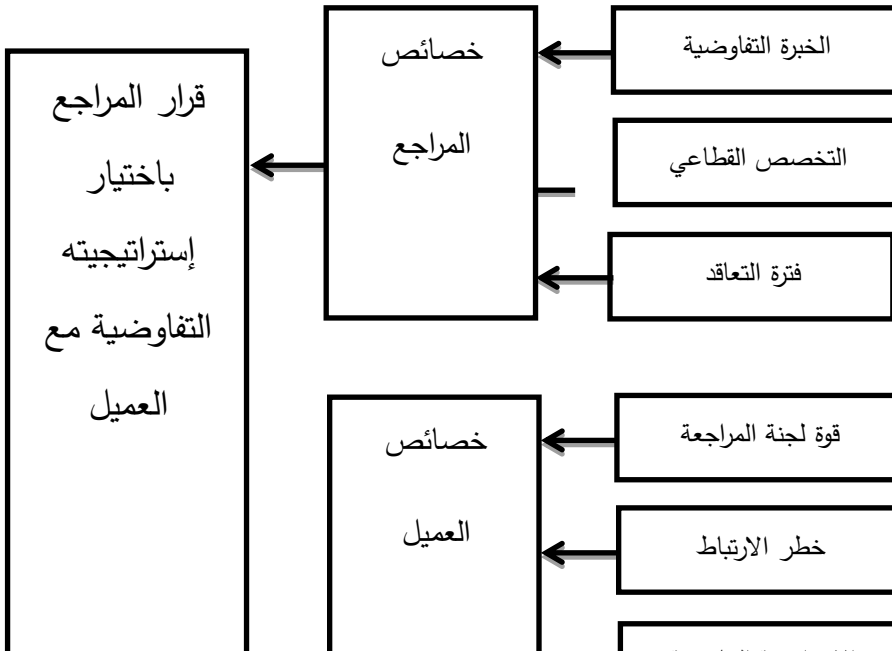 الخبرة التفاوضية
التخصص القطاعي
فترة التعاقد
خصائص
المراجع
قرار المراجع
باختيار
إستراتيجيته
التفاوضية مع
العميل
قوة لجنة المراجعة
خطر الارتباط
خصائص
العميل